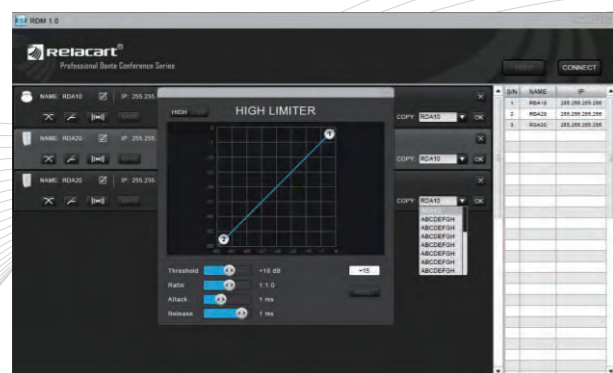 RDM 1.0
Relacart®
Professional Dante Conference Series
HELP CONNECT
NAME: RDA10 IP: 255.255
COPY: RDA10 OK
NAME: RDA20 IP: 255.255
COPY: RDA10 OK
NAME: RDA20 IP: 255.255
COPY: RDA10 OK
ABCDEFGH
ABCDEFGH
ABCDEFGH
ABCDEFGH
ABCDEFGH
ABCDEFGH
HIGH
HIGH LIMITER
Threshold +18 dB +15
Ratio 1:1.0
Attack 1 ms
Release 1 ms
S/N NAME IP
1 RDA10 255.255.255.255
2 RDA20 255.255.255.255
3 RDA20 255.255.255.255